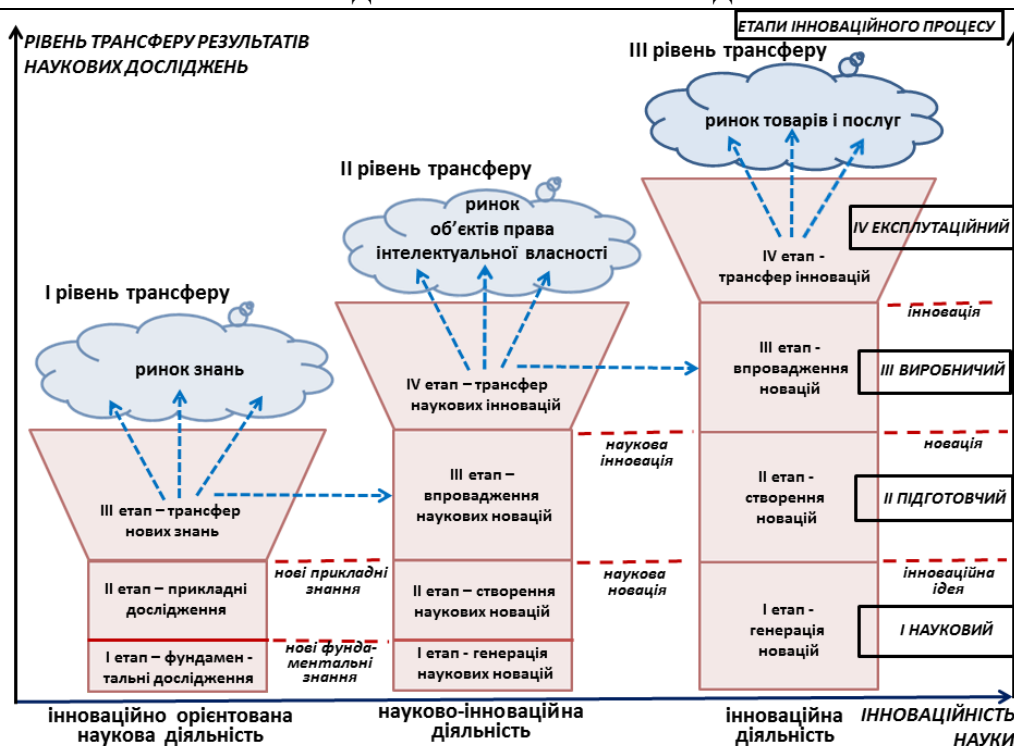 РІВЕНЬ ТРАНСФЕРУ РЕЗУЛЬТАТІВ
НАУКОВИХ ДОСЛІДЖЕНЬ
ЕТАПИ ІННОВАЦІЙНОГО ПРОЦЕСУ
ІІІ рівень трансферу
ринок товарів і послуг
ІІ рівень трансферу
ринок
об’єктів права
інтелектуальної власності
І рівень трансферу
ринок знань
ІІІ етап – трансфер
нових знань
ІІ етап – прикладні
дослідження
І етап – фундамен -
тальні дослідження
нові прикладні
знання
нові фунда-
ментальні
знання
IV етап – трансфер
наукових інновацій
ІІІ етап –
впровадження
наукових новацій
ІІ етап – створення
наукових новацій
І етап - генерація
наукових новацій
наукова
інновація
наукова
новація
IV етап -
трансфер інновацій
ІІІ етап -
впровадження
новацій
ІІ етап -
створення
новацій
І етап -
генерація
новацій
IV ЕКСПЛУТАЦІЙНИЙ
інновація
ІІІ ВИРОБНИЧИЙ
новація
ІІ ПІДГОТОВЧИЙ
інноваційна
ідея
І НАУКОВИЙ
інноваційно орієнтована
наукова діяльність
науково-інноваційна
діяльність
інноваційна
діяльність
ІННОВАЦІЙНІСТЬ
НАУКИ